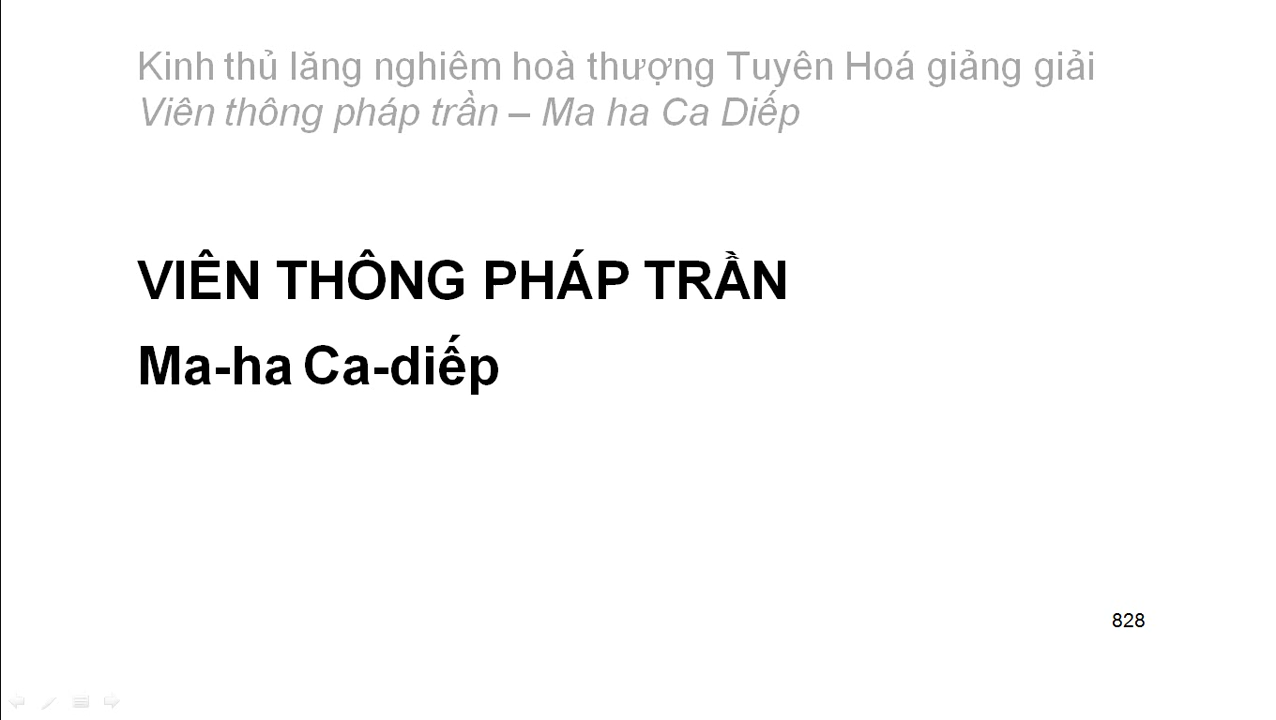 Kinh thủ lăng nghiêm hoà thượng Tuyên Hoá giảng giải
Viên thông pháp trần – Ma ha Ca Diếp
VIÊN THÔNG PHÁP TRẦN
Ma-ha Ca-diếp
828